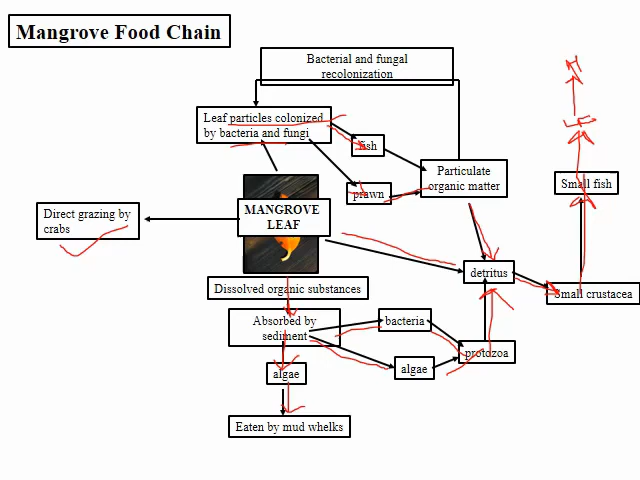 Mangrove Food Chain
Bacterial and fungal
recolonization
Leaf particles colonized
by bacteria and fungi
fish
Particulate
organic matter
prawn
Small fish
LF
H
MANGROVE
LEAF
Direct grazing by
crabs
detritus
Small crustacea
Dissolved organic substances
Absorbed by
sediment
bacteria
algae
protozoa
algae
Eaten by mud whelks